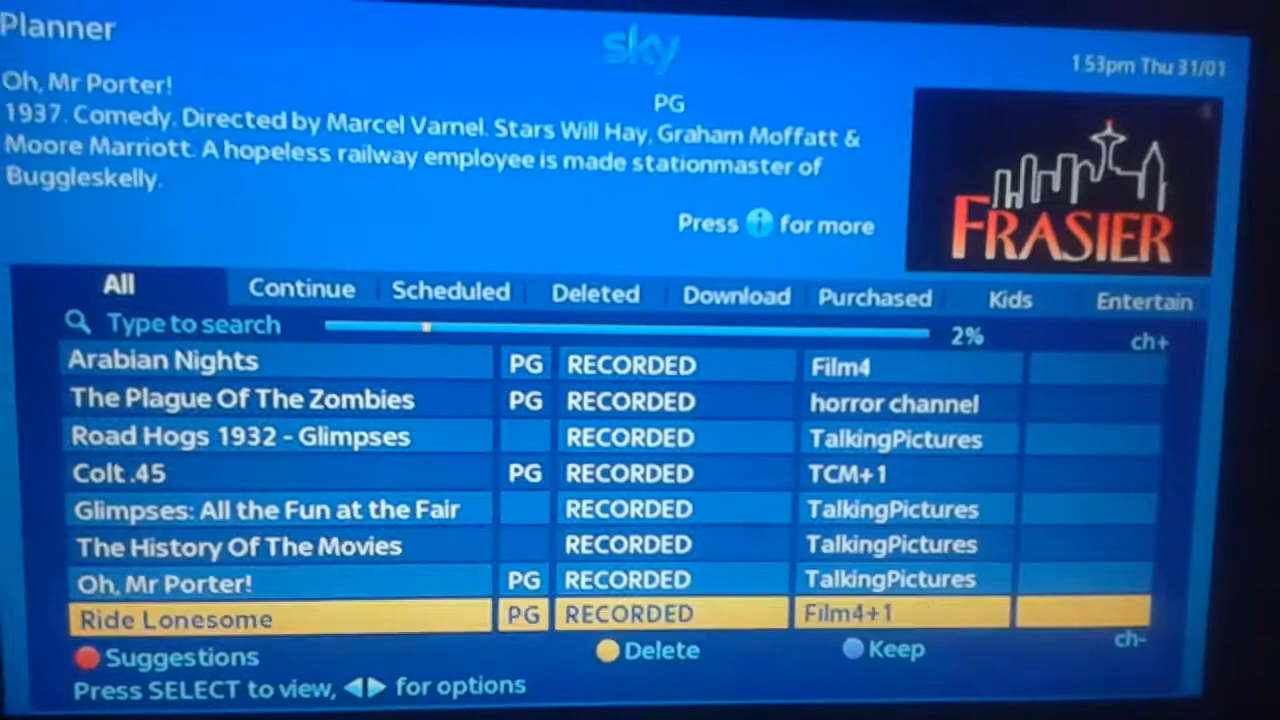 Planner
sky
1.53pm Thu 31/01
Oh, Mr Porter!
PG
1937. Comedy. Directed by Marcel Varnel. Stars Will Hay, Graham Moffatt &
Moore Marriott. A hopeless railway employee is made stationmaster of
Buggleskelly.
Press i for more
FRASIER
All Continue Scheduled Deleted Download Purchased Kids Entertain
Type to search 2% ch+
Arabian Nights PG RECORDED Film4
The Plague Of The Zombies PG RECORDED horror channel
Road Hogs 1932 - Glimpses RECORDED TalkingPictures
Colt .45 PG RECORDED TCM+1
Glimpses: All the Fun at the Fair RECORDED TalkingPictures
The History Of The Movies RECORDED TalkingPictures
Oh, Mr Porter! PG RECORDED TalkingPictures
Ride Lonesome PG RECORDED Film4+1
ch-
Suggestions Delete Keep
Press SELECT to view, for options